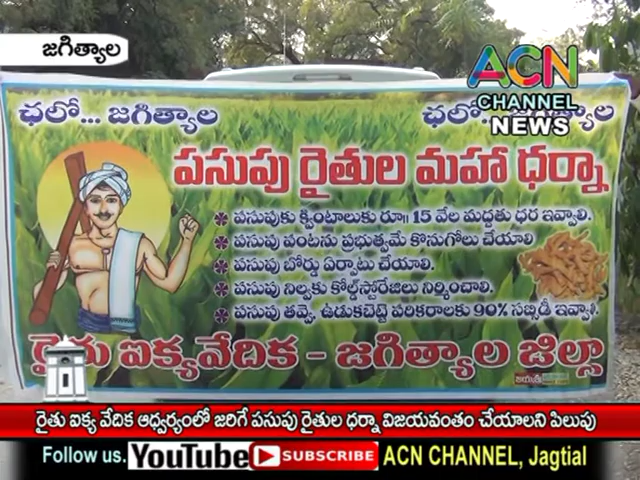 జగిత్యాల
ACN
CHANNEL
NEWS
ఛలో... జగిత్యాల
ఛలో...
పసుపు రైతుల మహా ధర్నా
పసుపుకు క్వింటాలుకు రూ॥ 15 వేల మద్దతు ధర ఇవ్వాలి.
పసుపు పంటను ప్రభుత్వమే కొనుగోలు చేయాలి
పసుపు బోర్డు ఏర్పాటు చేయాలి.
పసుపు నిల్వకు కోల్డ్‌స్టోరేజిలు నిర్మించాలి.
పసుపు తవ్వె, ఉడుకబెట్టె పరికరాలకు 90% సబ్సిడీ ఇవ్వాలి.
రైతు ఐక్యవేదిక - జగిత్యాల జిల్లా
రైతు ఐక్య వేదిక ఆధ్వర్యంలో జరిగే పసుపు రైతుల ధర్నా విజయవంతం చేయాలని పిలుపు
Follow us. YouTube SUBSCRIBE ACN CHANNEL, Jagtial